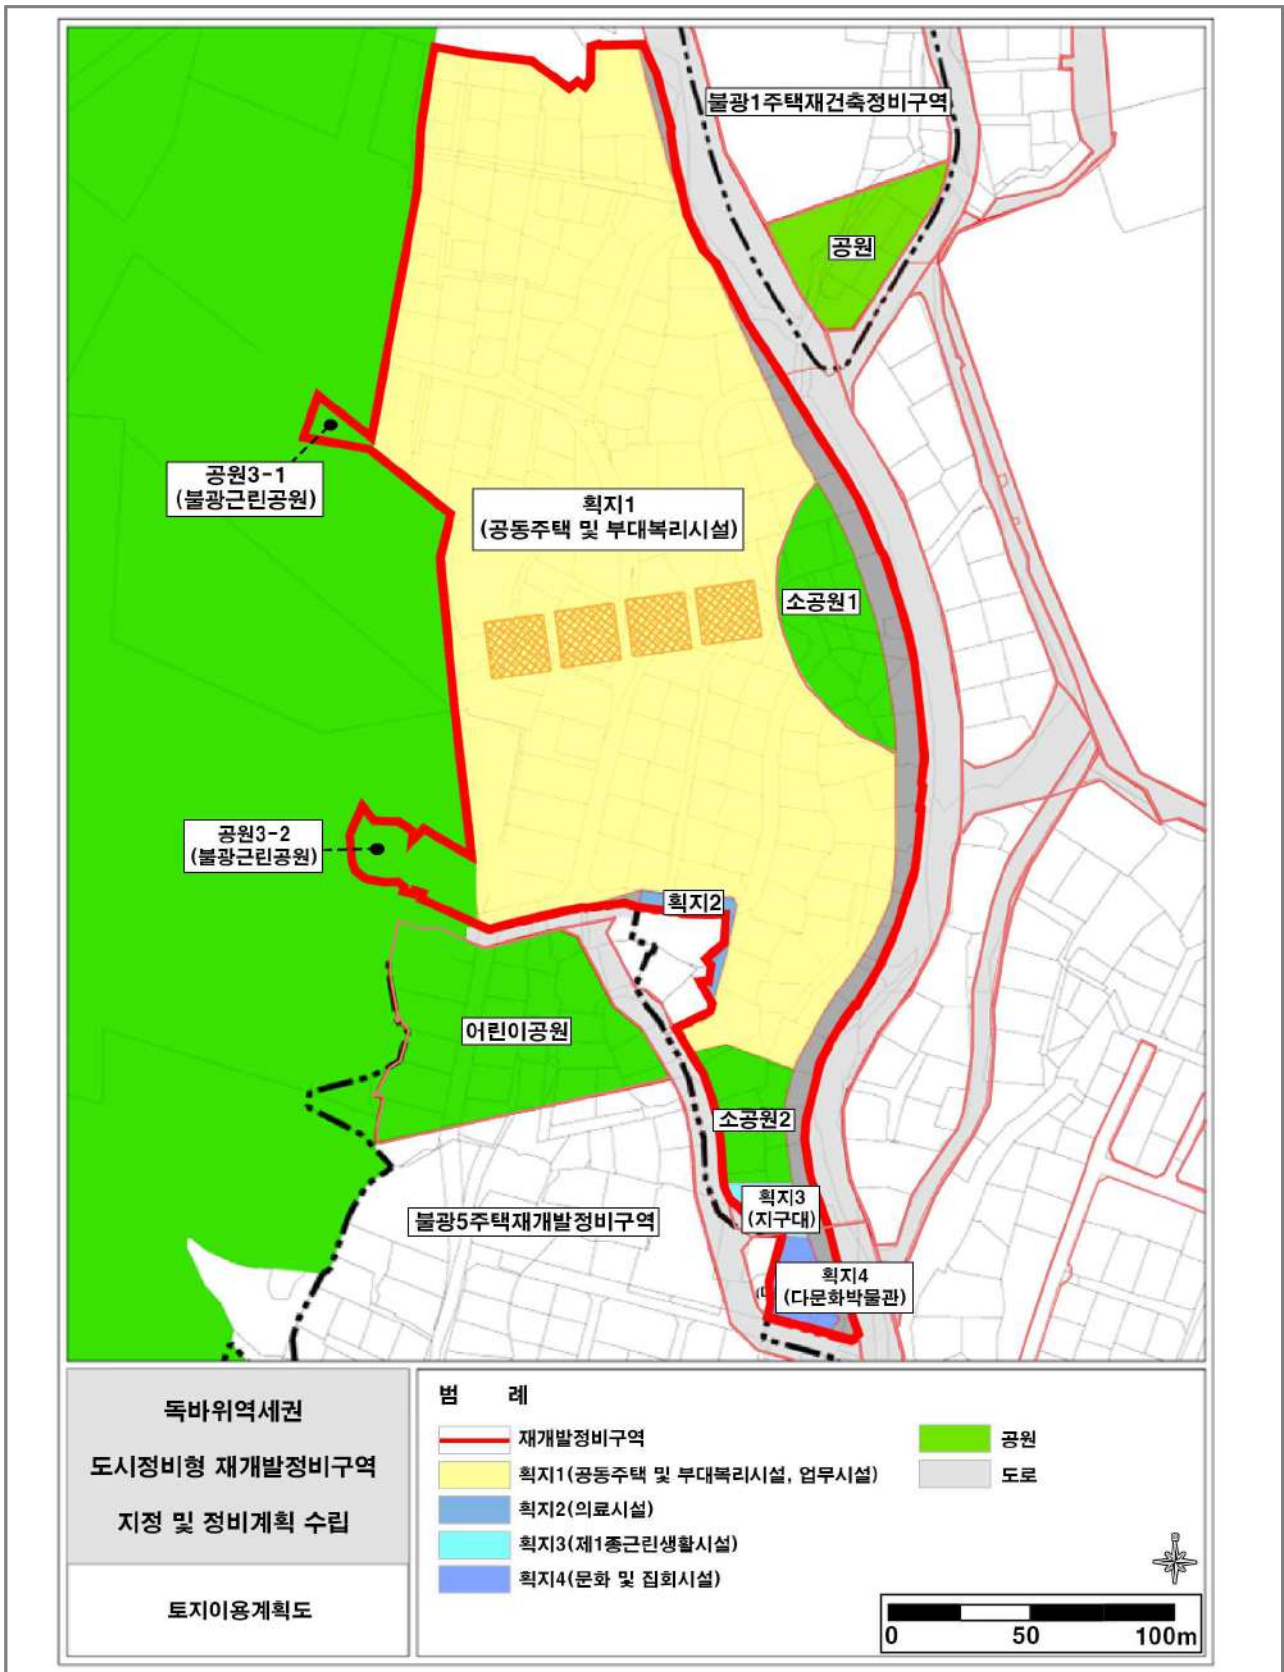 불광1주택재건축정비구역
공원
공원3-1
(불광근린공원)
획지1
(공동주택 및 부대복리시설)
소공원1
공원3-2
(불광근린공원)
획지2
어린이공원
소공원2
획지3
(지구대)
불광5주택재개발정비구역
획지4
(다문화박물관)
독바위역세권
도시정비형 재개발정비구역
지정 및 정비계획 수립
토지이용계획도
범 례
재개발정비구역
획지1(공동주택 및 부대복리시설, 업무시설)
획지2(의료시설)
획지3(제1종근린생활시설)
획지4(문화 및 집회시설)
공원
도로
0 50 100m